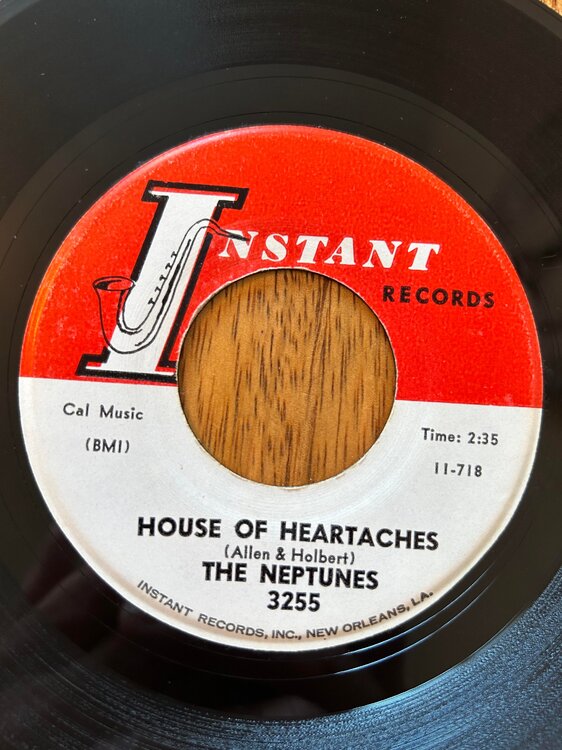 INSTANT
RECORDS
Cal Music
(BMI)
Time: 2:35
11-718
HOUSE OF HEARTACHES
(Allen & Holbert)
THE NEPTUNES
3255
INSTANT RECORDS, INC., NEW ORLEANS, LA.